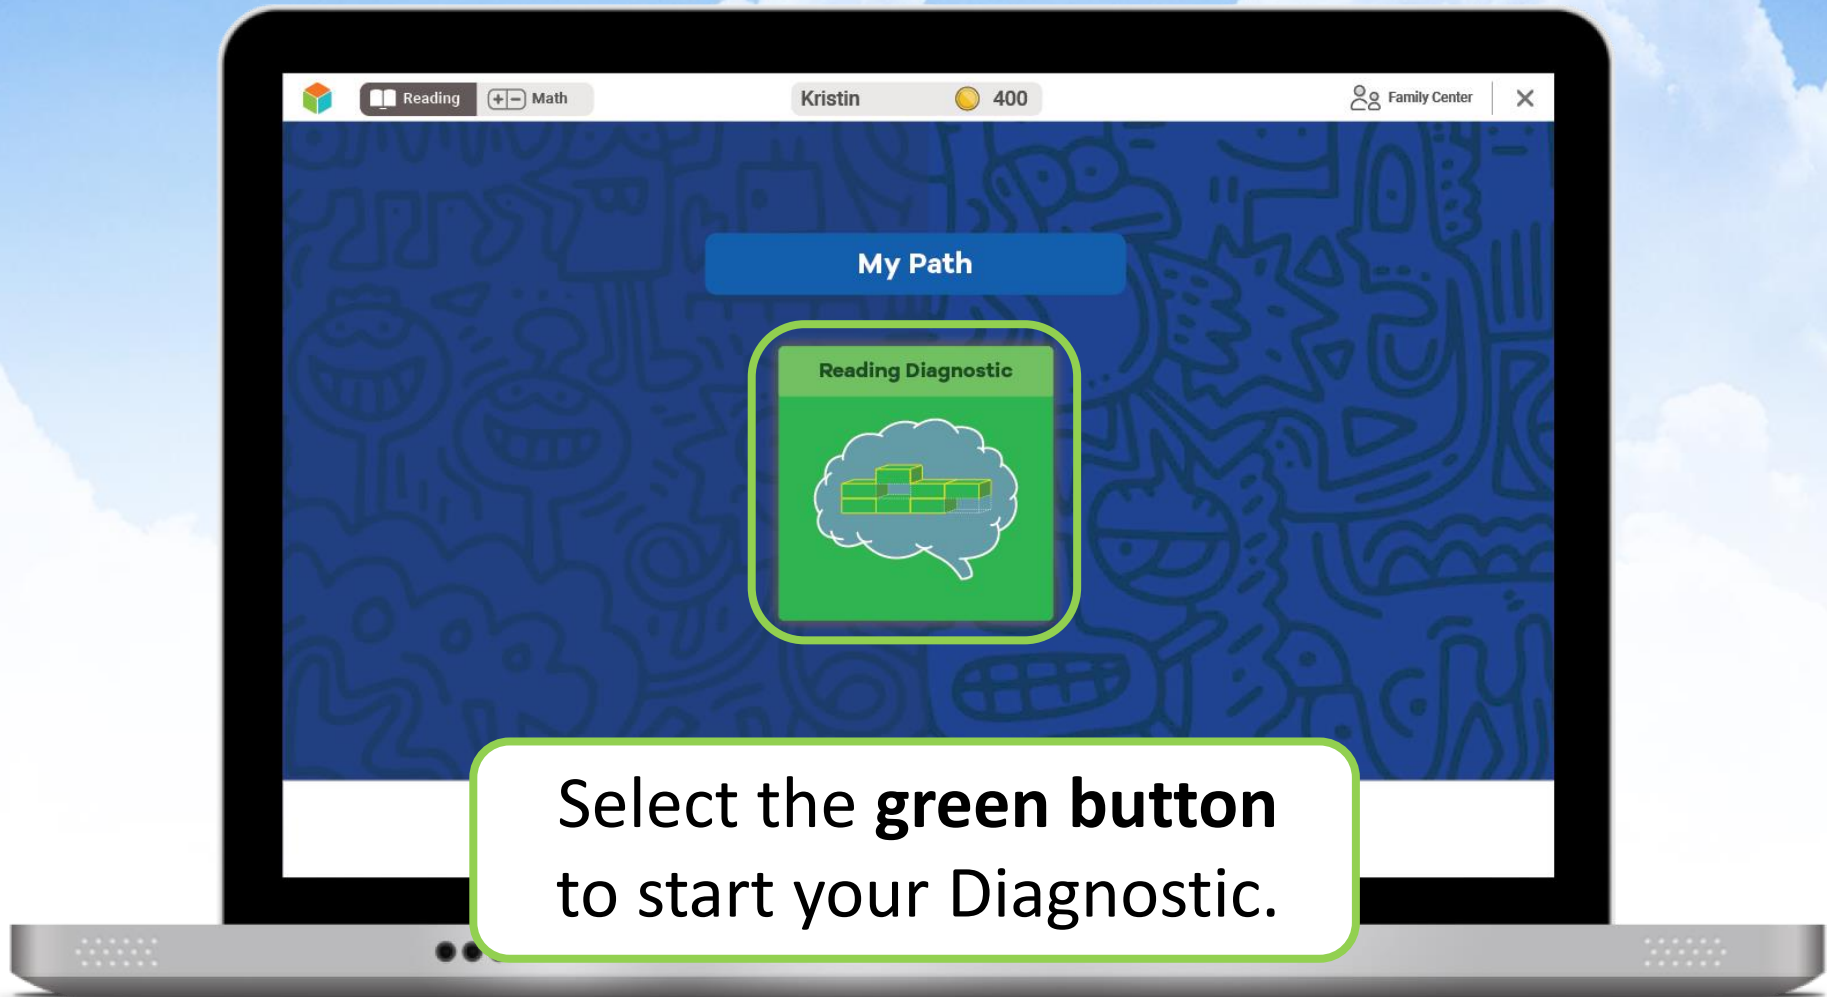 Reading
Math
Kristin
400
Family Center
My Path
Reading Diagnostic
Select the green button
to start your Diagnostic.